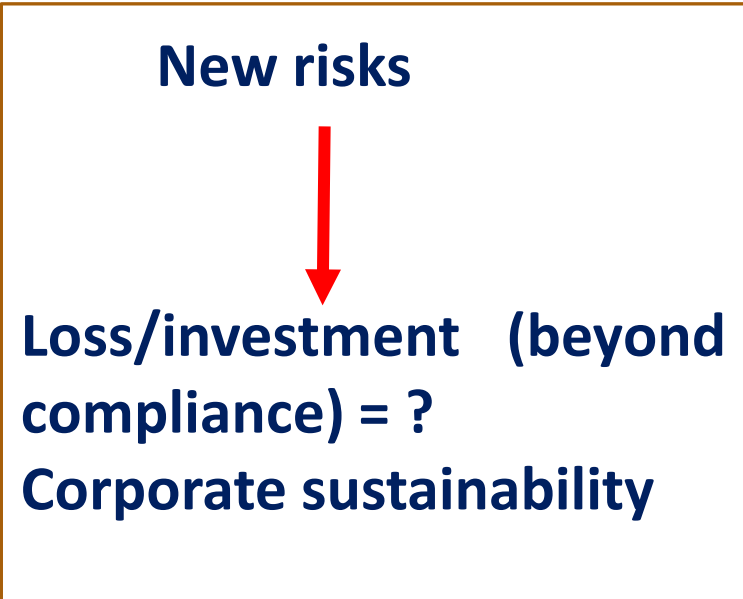 New risks
Loss/investment (beyond
compliance) = ?
Corporate sustainability